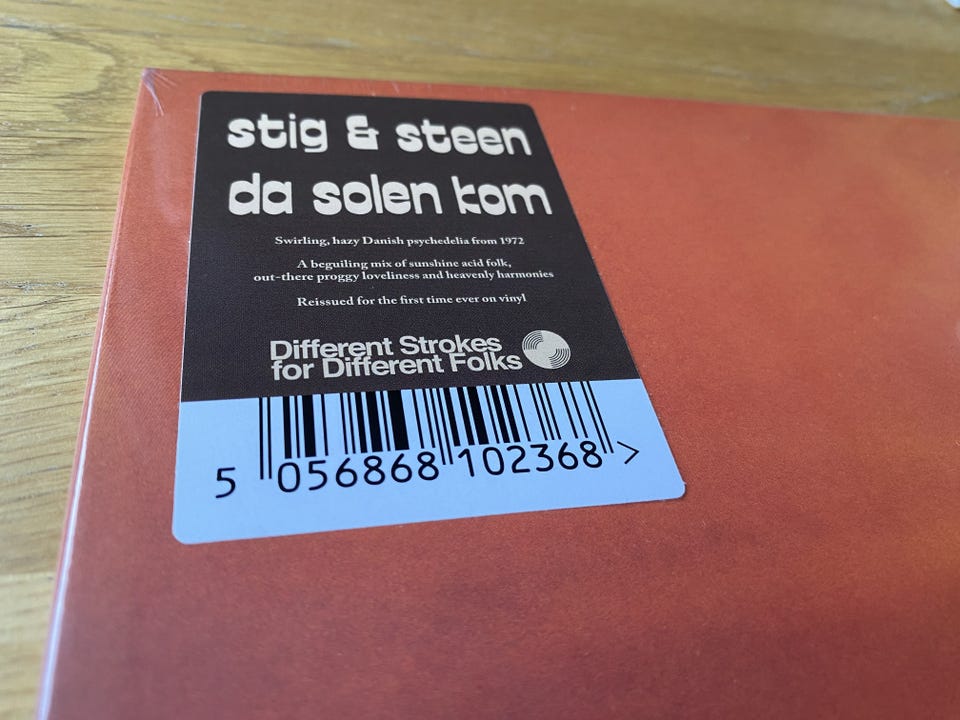 stig & steen
da solen kom
Swirling, hazy Danish psychedelia from 1972
A beguiling mix of sunshine acid folk,
out-there proggy loveliness and heavenly harmonies
Reissued for the first time ever on vinyl
Different Strokes
for Different Folks
5 056868 102368 >